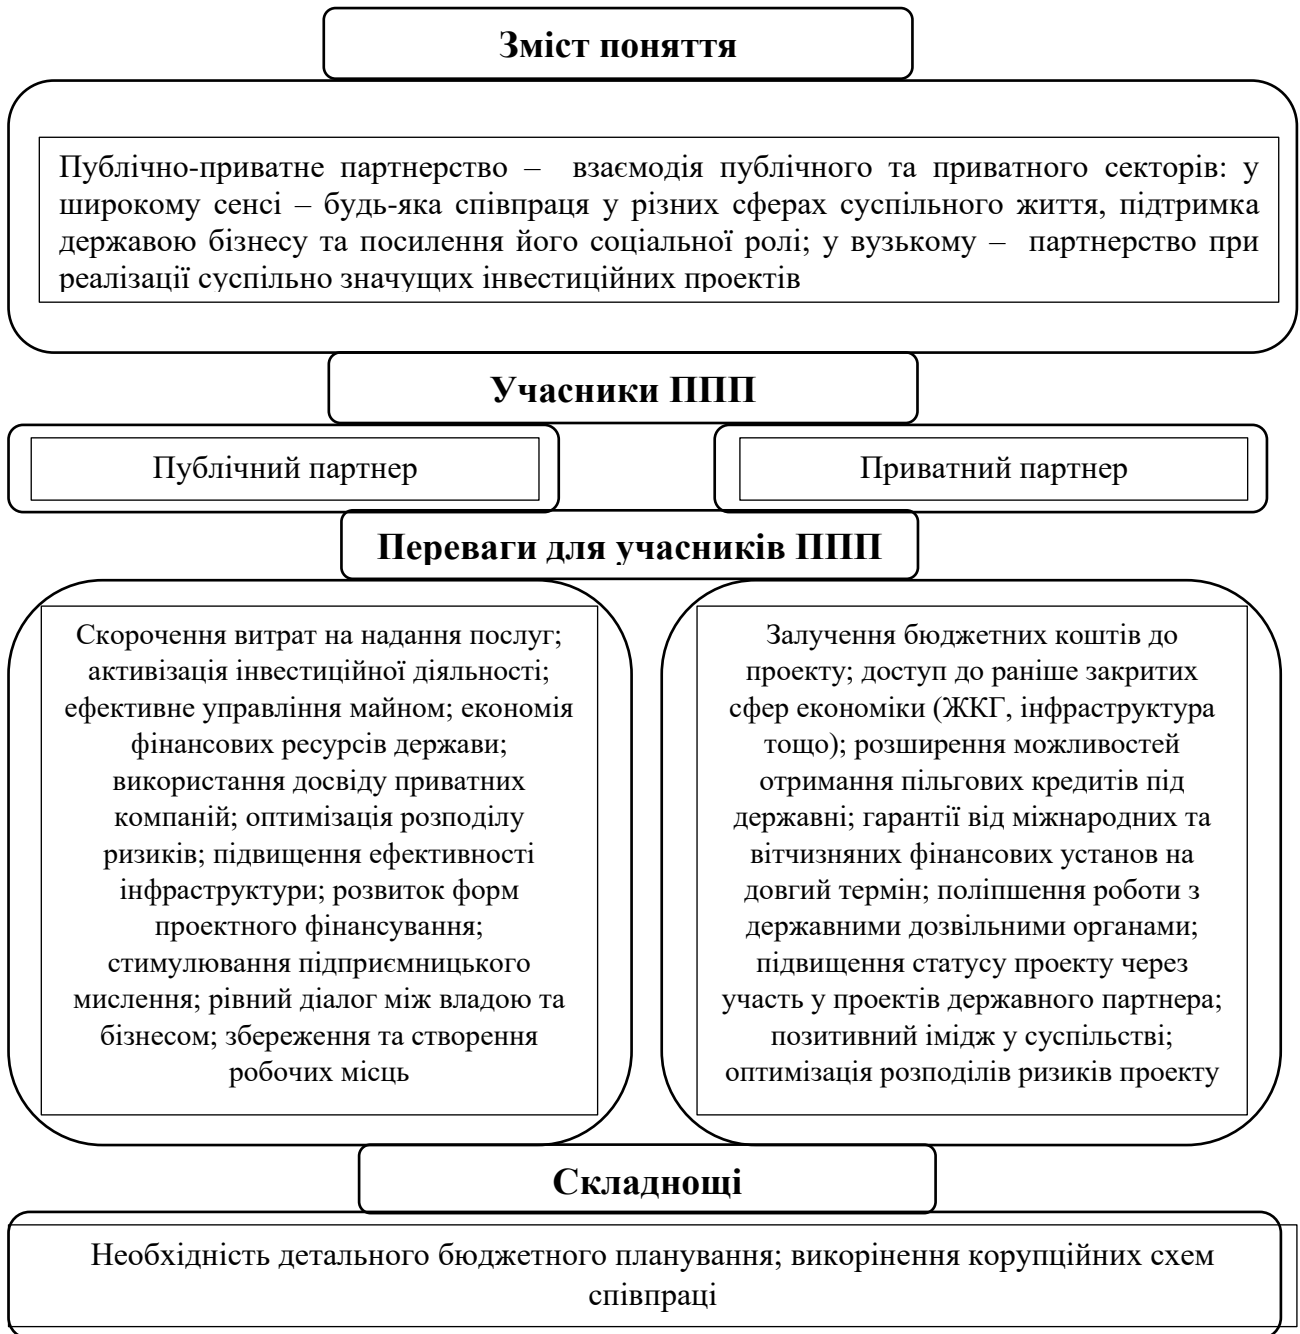 Зміст поняття
Публічно-приватне партнерство – взаємодія публічного та приватного секторів: у
широкому сенсі – будь-яка співпраця у різних сферах суспільного життя, підтримка
державою бізнесу та посилення його соціальної ролі; у вузькому – партнерство при
реалізації суспільно значущих інвестиційних проектів
Учасники ППП
Публічний партнер
Приватний партнер
Переваги для учасників ППП
Скорочення витрат на надання послуг;
активізація інвестиційної діяльності;
ефективне управління майном; економія
фінансових ресурсів держави;
використання досвіду приватних
компаній; оптимізація розподілу
ризиків; підвищення ефективності
інфраструктури; розвиток форм
проектного фінансування;
стимулювання підприємницького
мислення; рівний діалог між владою та
бізнесом; збереження та створення
робочих місць
Залучення бюджетних коштів до
проекту; доступ до раніше закритих
сфер економіки (ЖКГ, інфраструктура
тощо); розширення можливостей
отримання пільгових кредитів під
державні; гарантії від міжнародних та
вітчизняних фінансових установ на
довгий термін; поліпшення роботи з
державними дозвільними органами;
підвищення статусу проекту через
участь у проектів державного партнера;
позитивний імідж у суспільстві;
оптимізація розподілів ризиків проекту
Складнощі
Необхідність детального бюджетного планування; викорінення корупційних схем
співпраці